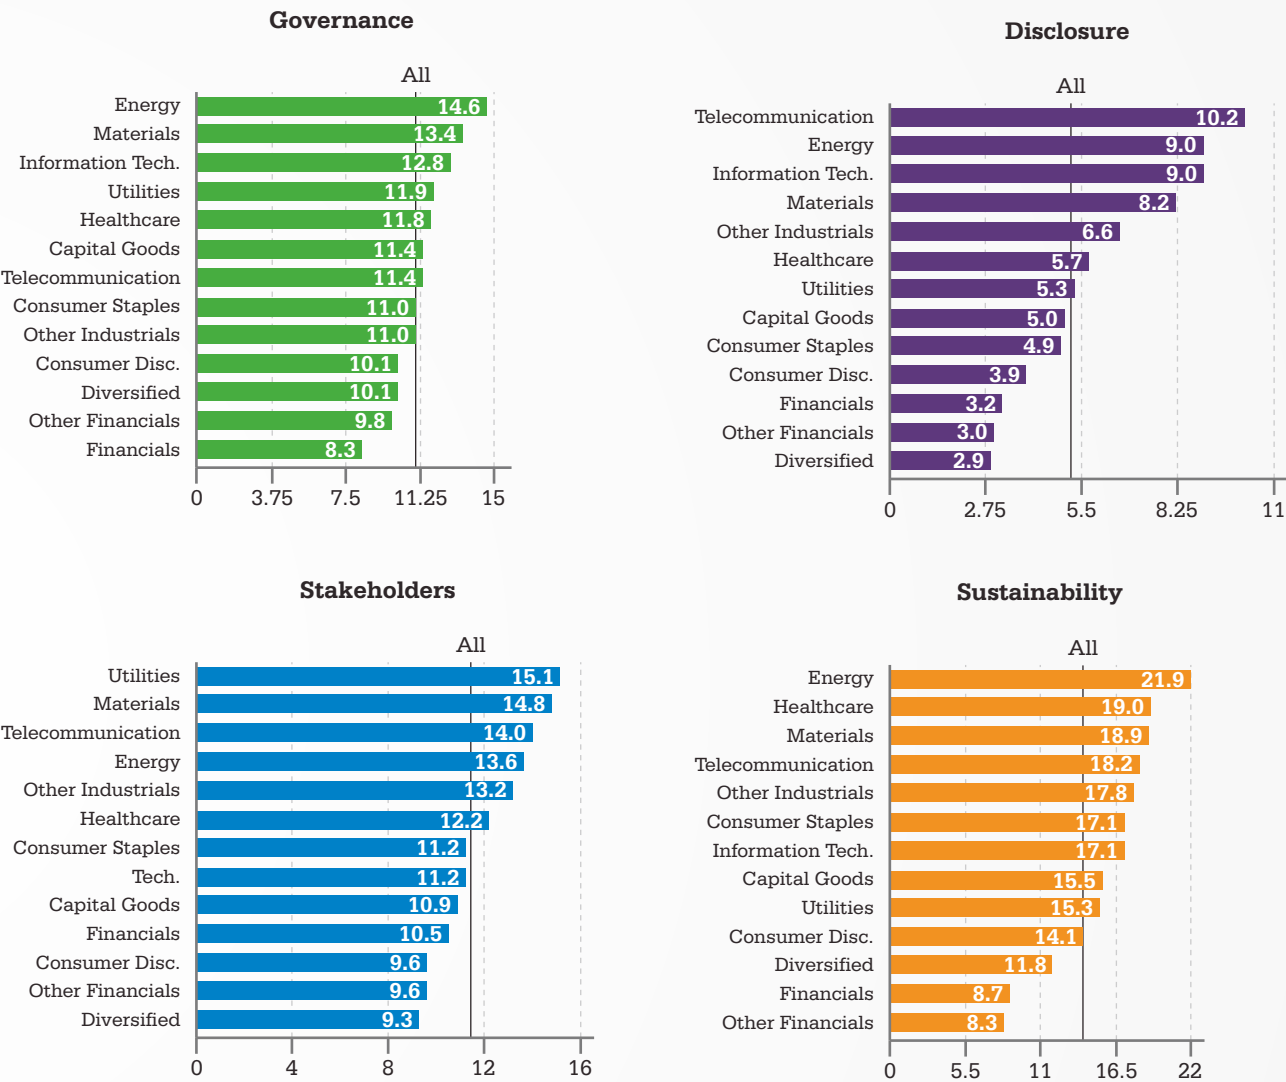 Governance
All
Energy 14.6
Materials 13.4
Information Tech. 12.8
Utilities 11.9
Healthcare 11.8
Capital Goods 11.4
Telecommunication 11.4
Consumer Staples 11.0
Other Industrials 11.0
Consumer Disc. 10.1
Diversified 10.1
Other Financials 9.8
Financials 8.3
0 3.75 7.5 11.25 15
Disclosure
All
Telecommunication 10.2
Energy 9.0
Information Tech. 9.0
Materials 8.2
Other Industrials 6.6
Healthcare 5.7
Utilities 5.3
Capital Goods 5.0
Consumer Staples 4.9
Consumer Disc. 3.9
Financials 3.2
Other Financials 3.0
Diversified 2.9
0 2.75 5.5 8.25 11
Stakeholders
All
Utilities 15.1
Materials 14.8
Telecommunication 14.0
Energy 13.6
Other Industrials 13.2
Healthcare 12.2
Consumer Staples 11.2
Tech. 11.2
Capital Goods 10.9
Financials 10.5
Consumer Disc. 9.6
Other Financials 9.6
Diversified 9.3
0 4 8 12 16
Sustainability
All
Energy 21.9
Healthcare 19.0
Materials 18.9
Telecommunication 18.2
Other Industrials 17.8
Consumer Staples 17.1
Information Tech. 17.1
Capital Goods 15.5
Utilities 15.3
Consumer Disc. 14.1
Diversified 11.8
Financials 8.7
Other Financials 8.3
0 5.5 11 16.5 22